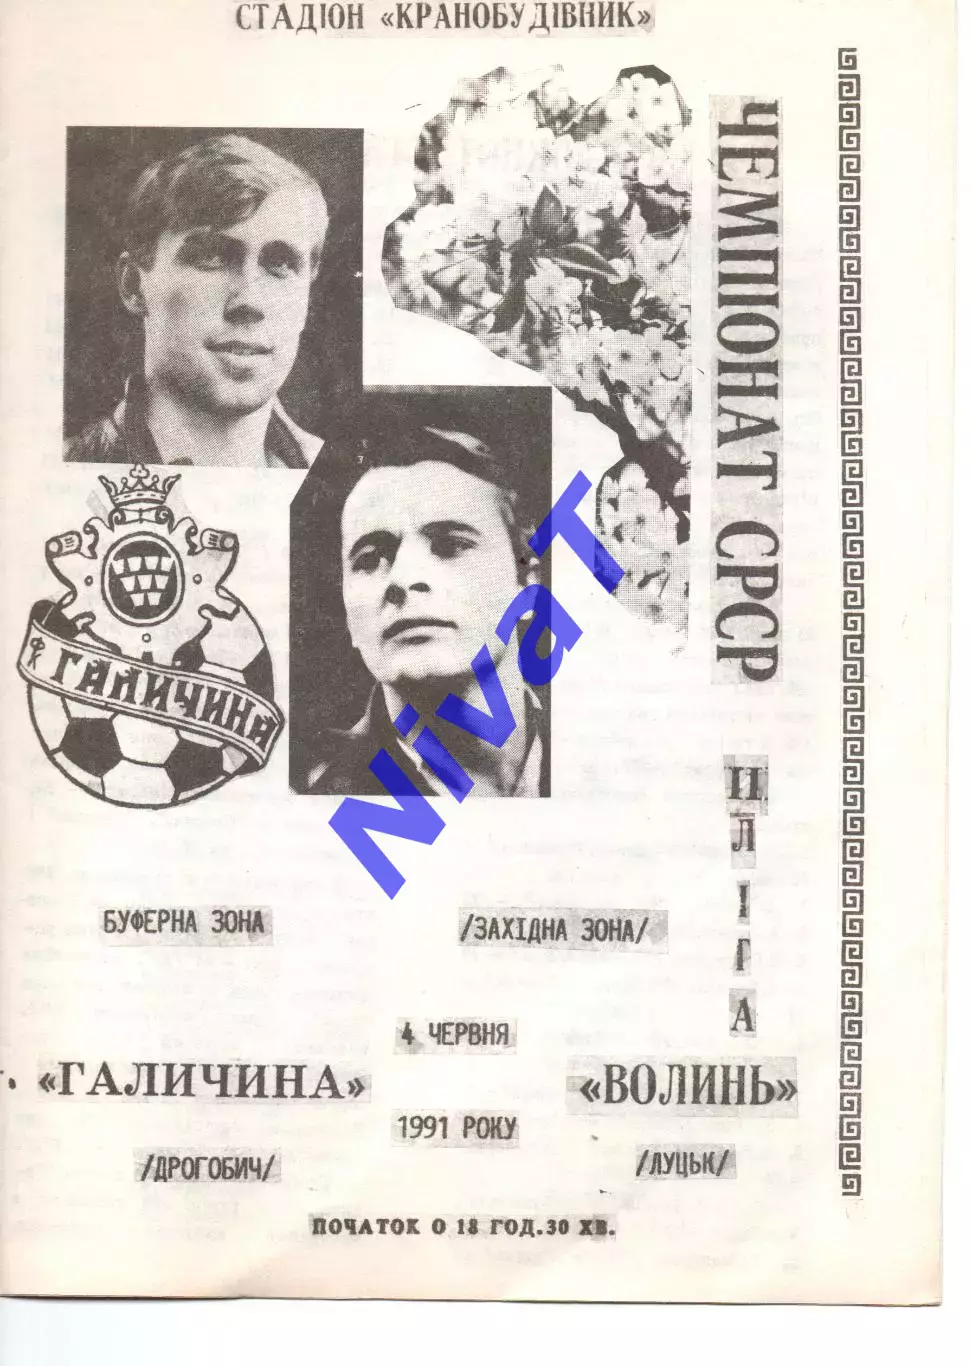 СТАДІОН «КРАНОБУДІВНИК»
ЧЕМПІОНАТ СРСР
ІІ ЛІГА
ФК ГАЛИЧИНА
NivaT
БУФЕРНА ЗОНА
/ЗАХІДНА ЗОНА/
4 ЧЕРВНЯ
«ГАЛИЧИНА»
«ВОЛИНЬ»
1991 РОКУ
/ДРОГОБИЧ/
/ЛУЦЬК/
ПОЧАТОК О 18 ГОД.30 ХВ.